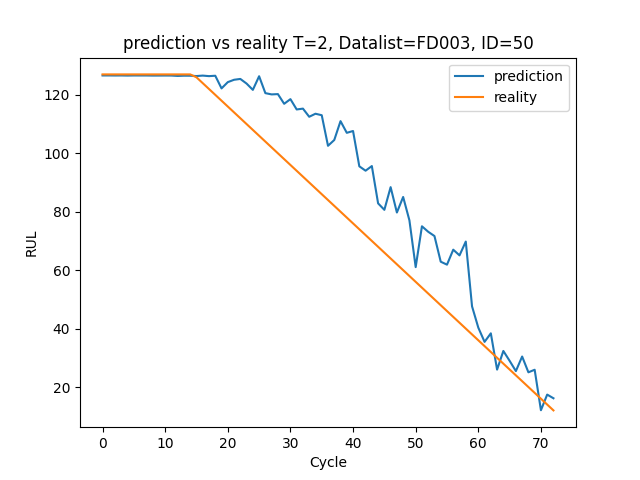 prediction vs reality T=2, Datalist=FD003, ID=50
prediction
reality
RUL
120
100
80
60
40
20
0 10 20 30 40 50 60 70
Cycle